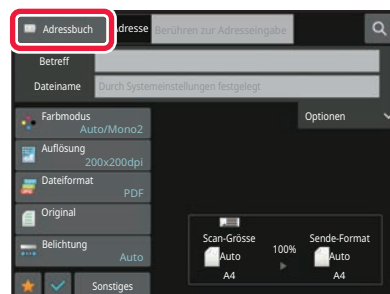 Adressbuch Adresse Berühren zur Adresseingabe
Betreff
Dateiname Durch Systemeinstellungen festgelegt
Farbmodus
Auto/Mono2
Optionen
Auflösung
200x200dpi
Dateiformat
PDF
Original
Belichtung
Auto
Sonstiges
Scan-Grösse 100% Sende-Format
Auto Auto
A4 A4